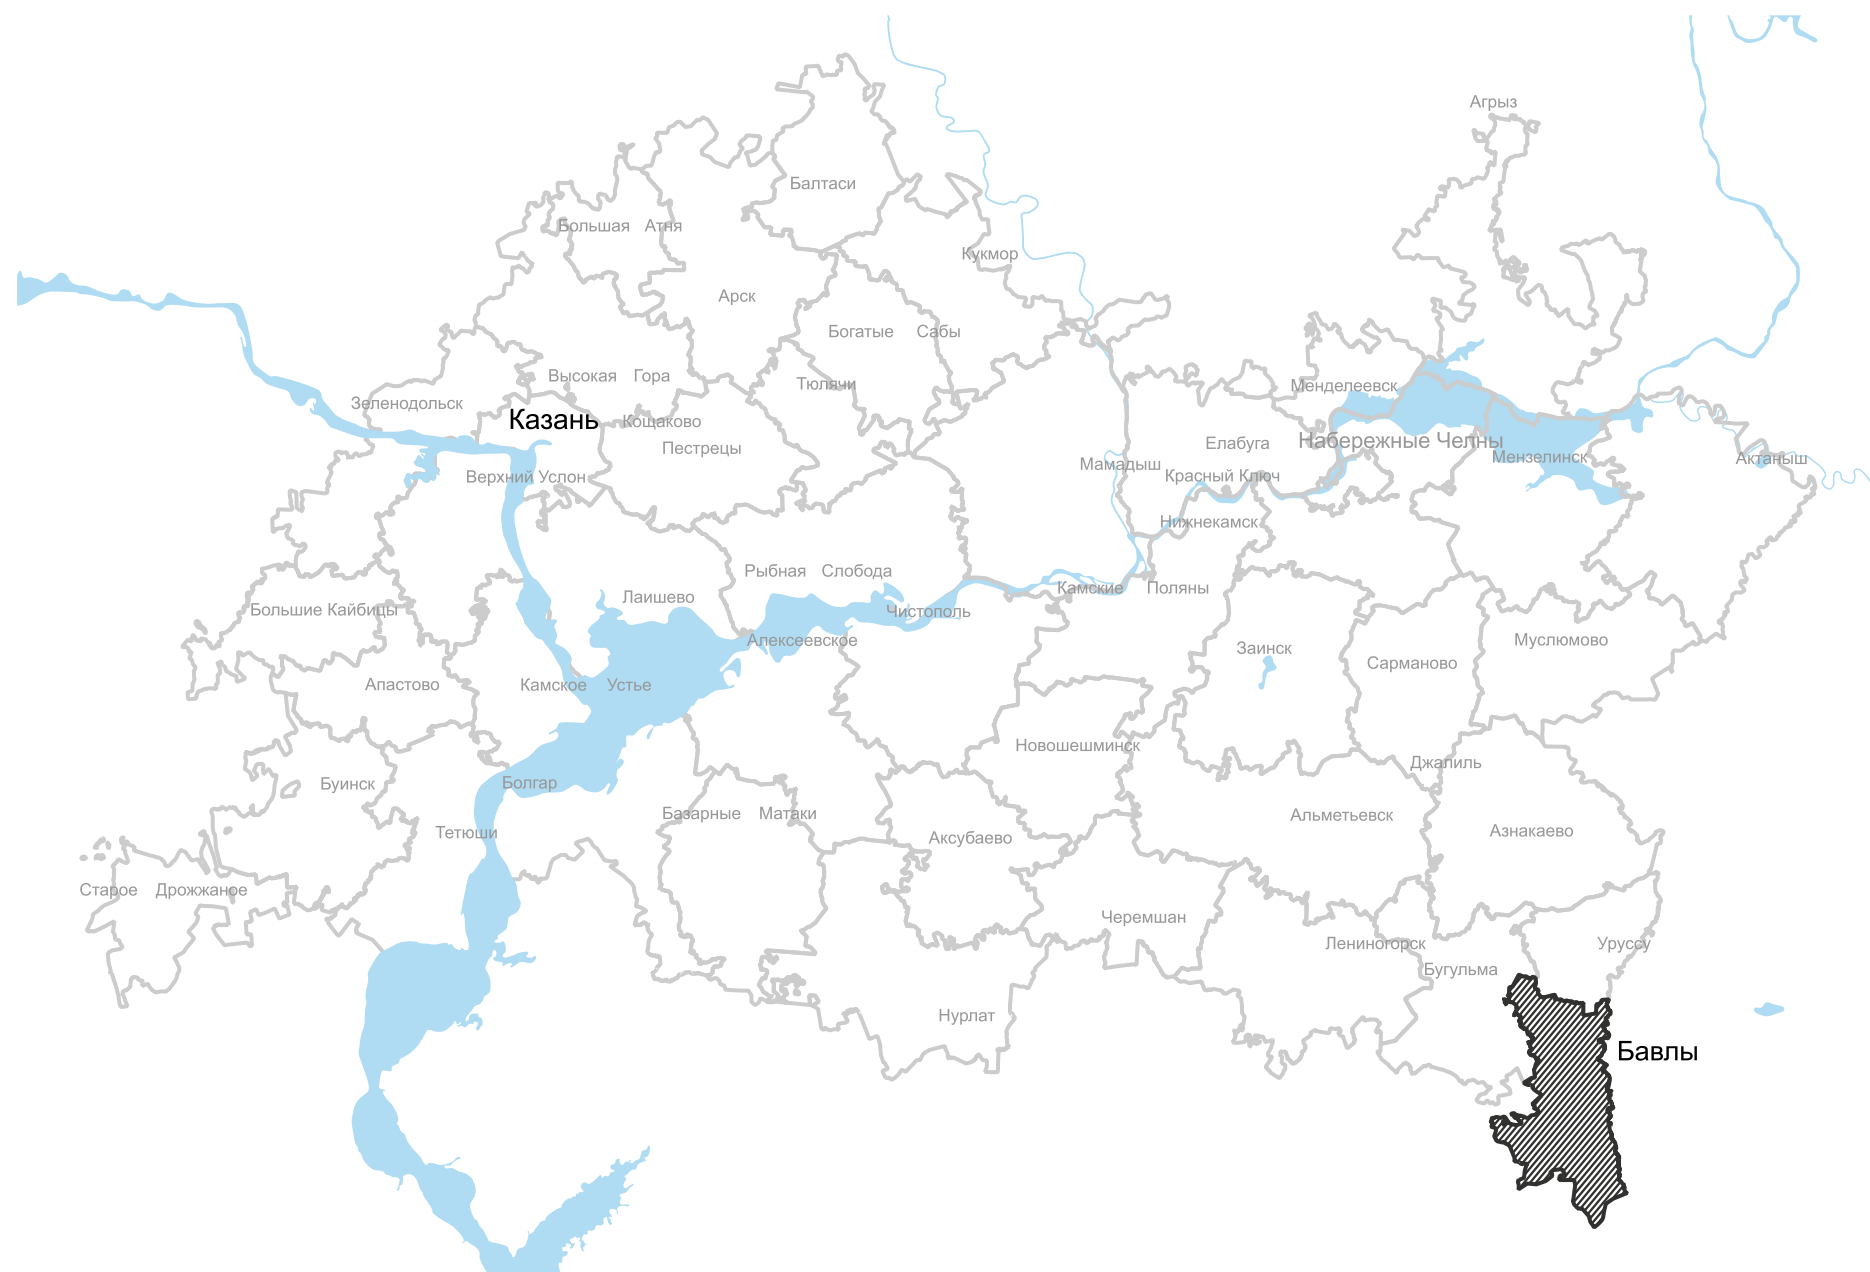 Агрыз
Балтаси
Большая Атня
Кукмор
Арск
Богатые Сабы
Высокая Гора
Тюлячи
Менделеевск
Зеленодольск
Казань
Кощаково
Набережные Челны
Елабуга
Пестрецы
Мензелинск
Актаныш
Мамадыш
Верхний Услон
Красный Ключ
Нижнекамск
Рыбная Слобода
Камские Поляны
Лаишево
Большие Кайбицы
Чистополь
Алексеевское
Муслюмово
Заинск
Сарманово
Апастово
Камское Устье
Новошешминск
Джалиль
Буинск
Болгар
Базарные Матаки
Альметьевск
Тетюши
Аксубаево
Азнакаево
Старое Дрожжаное
Черемшан
Лениногорск
Уруссу
Бугульма
Нурлат
Бавлы